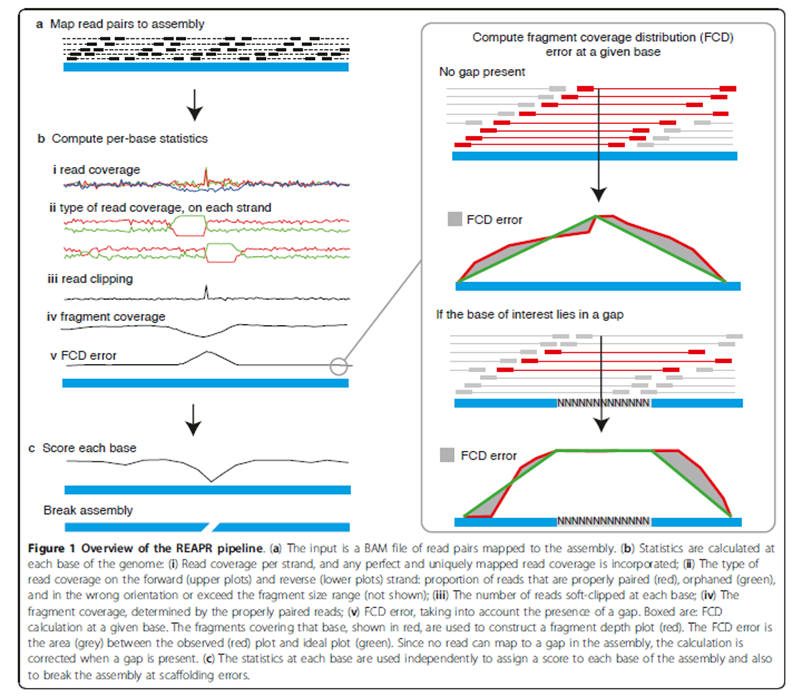 a Map read pairs to assembly
b Compute per-base statistics
i read coverage
ii type of read coverage, on each strand
iii read clipping
iv fragment coverage
v FCD error
c Score each base
Break assembly
Compute fragment coverage distribution (FCD)
error at a given base
No gap present
FCD error
If the base of interest lies in a gap
NNNNNNNNNNNNN
FCD error
NNNNNNNNNNNNN
Figure 1 Overview of the REAPR pipeline. (a) The input is a BAM file of read pairs mapped to the assembly. (b) Statistics are calculated at
each base of the genome: (i) Read coverage per strand, and any perfect and uniquely mapped read coverage is incorporated; (ii) The type of
read coverage on the forward (upper plots) and reverse (lower plots) strand: proportion of reads that are properly paired (red), orphaned (green),
and in the wrong orientation or exceed the fragment size range (not shown); (iii) The number of reads soft-clipped at each base; (iv) The
fragment coverage, determined by the properly paired reads; (v) FCD error, taking into account the presence of a gap. Boxed are: FCD
calculation at a given base. The fragments covering that base, shown in red, are used to construct a fragment depth plot (red). The FCD error is
the area (grey) between the observed (red) plot and ideal plot (green). Since no read can map to a gap in the assembly, the calculation is
corrected when a gap is present. (c) The statistics at each base are used independently to assign a score to each base of the assembly and also
to break the assembly at scaffolding errors.